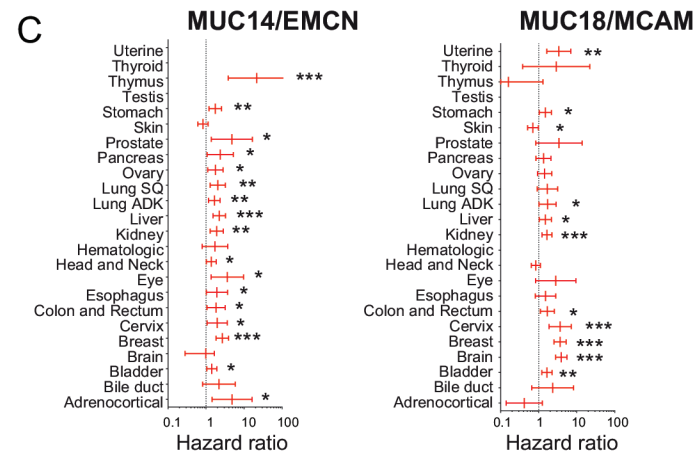 C
MUC14/EMCN
Uterine
Thyroid
Thymus ***
Testis
Stomach **
Skin
Prostate *
Pancreas *
Ovary *
Lung SQ **
Lung ADK **
Liver ***
Kidney **
Hematologic
Head and Neck *
Eye *
Esophagus *
Colon and Rectum *
Cervix *
Breast ***
Brain
Bladder *
Bile duct
Adrenocortical *
0.1 1 10 100
Hazard ratio
MUC18/MCAM
Uterine **
Thyroid
Thymus
Testis
Stomach *
Skin *
Prostate
Pancreas
Ovary
Lung SQ
Lung ADK *
Liver *
Kidney ***
Hematologic
Head and Neck
Eye
Esophagus
Colon and Rectum *
Cervix ***
Breast ***
Brain ***
Bladder **
Bile duct
Adrenocortical
0.1 1 10 100
Hazard ratio